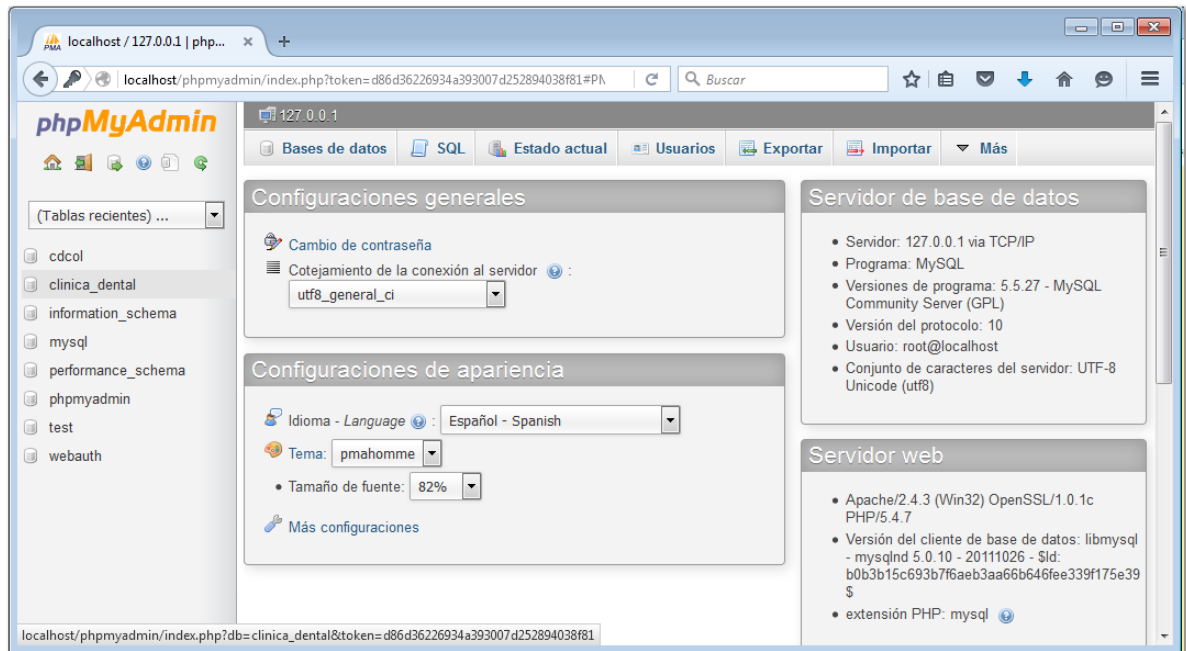 PMA localhost / 127.0.0.1 | php...
localhost/phpmyadmin/index.php?token=d86d36226934a393007d252894038f81#PN
Buscar
phpMyAdmin
(Tablas recientes) ...
cdcol
clinica_dental
information_schema
mysql
performance_schema
phpmyadmin
test
webauth
127.0.0.1
Bases de datos SQL Estado actual Usuarios Exportar Importar Más
Configuraciones generales
Cambio de contraseña
Cotejamiento de la conexión al servidor :
utf8_general_ci
Configuraciones de apariencia
Idioma - Language : Español - Spanish
Tema: pmahomme
Tamaño de fuente: 82%
Más configuraciones
Servidor de base de datos
Servidor: 127.0.0.1 via TCP/IP
Programa: MySQL
Versiones de programa: 5.5.27 - MySQL
Community Server (GPL)
Versión del protocolo: 10
Usuario: root@localhost
Conjunto de caracteres del servidor: UTF-8
Unicode (utf8)
Servidor web
Apache/2.4.3 (Win32) OpenSSL/1.0.1c
PHP/5.4.7
Versión del cliente de base de datos: libmysql
- mysqlnd 5.0.10 - 20111026 - $Id:
b0b3b15c693b7f6aeb3aa66b646fee339f175e39
$
extensión PHP: mysql
localhost/phpmyadmin/index.php?db=clinica_dental&token=d86d36226934a393007d252894038f81